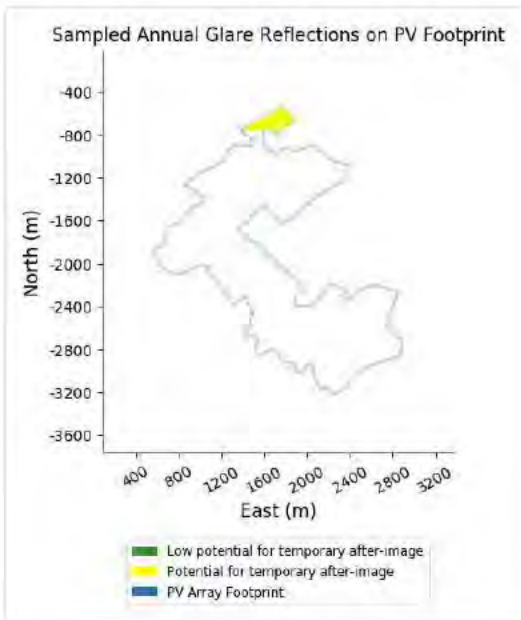 Sampled Annual Glare Reflections on PV Footprint
North (m)
-400
-800
-1200
-1600
-2000
-2400
-2800
-3200
-3600
400
800
1200
1600
2000
2400
2800
3200
East (m)
Low potential for temporary after-image
Potential for temporary after-image
PV Array Footprint